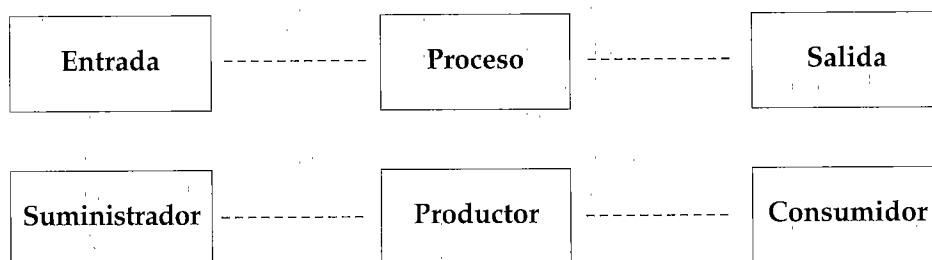 Entrada Proceso Salida
Suministrador Productor Consumidor